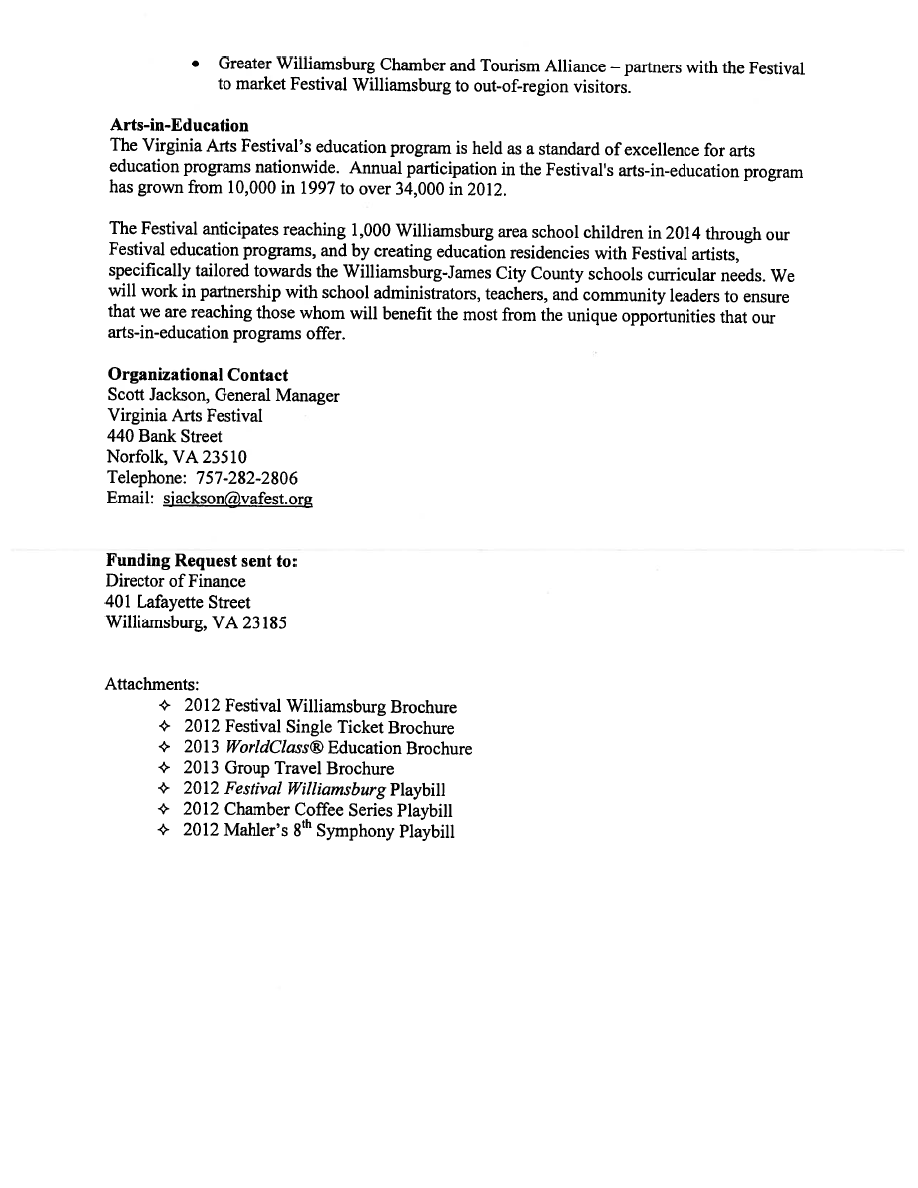 • Greater Williamsburg Chamber and Tourism Alliance – partners with the Festival
to market Festival Williamsburg to out-of-region visitors.
Arts-in-Education
The Virginia Arts Festival's education program is held as a standard of excellence for arts
education programs nationwide.  Annual participation in the Festival's arts-in-education program
has grown from 10,000 in 1997 to over 34,000 in 2012.
The Festival anticipates reaching 1,000 Williamsburg area school children in 2014 through our
Festival education programs, and by creating education residencies with Festival artists,
specifically tailored towards the Williamsburg-James City County schools curricular needs. We
will work in partnership with school administrators, teachers, and community leaders to ensure
that we are reaching those whom will benefit the most from the unique opportunities that our
arts-in-education programs offer.
Organizational Contact
Scott Jackson, General Manager
Virginia Arts Festival
440 Bank Street
Norfolk, VA 23510
Telephone:  757-282-2806
Email:  sjackson@vafest.org
Funding Request sent to:
Director of Finance
401 Lafayette Street
Williamsburg, VA 23185
Attachments:
✧ 2012 Festival Williamsburg Brochure
✧ 2012 Festival Single Ticket Brochure
✧ 2013 WorldClass® Education Brochure
✧ 2013 Group Travel Brochure
✧ 2012 Festival Williamsburg Playbill
✧ 2012 Chamber Coffee Series Playbill
✧ 2012 Mahler's 8th Symphony Playbill